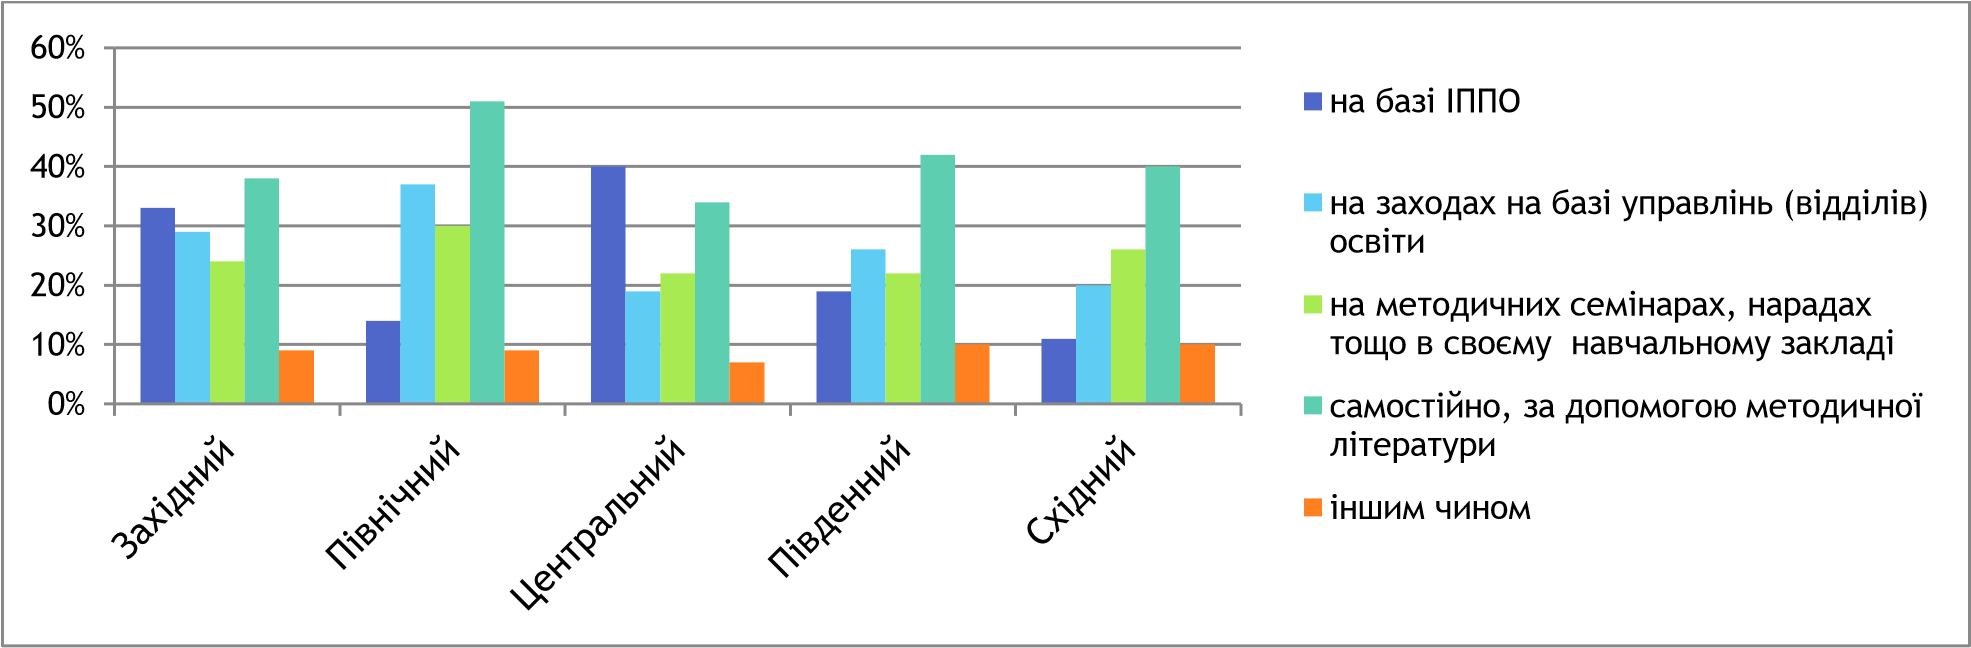 60%
50%
40%
30%
20%
10%
0%
Західний
Північний
Центральний
Південний
Східний
на базі ІППО
на заходах на базі управлінь (відділів)
освіти
на методичних семінарах, нарадах
тощо в своєму  навчальному закладі
самостійно, за допомогою методичної
літератури
іншим чином